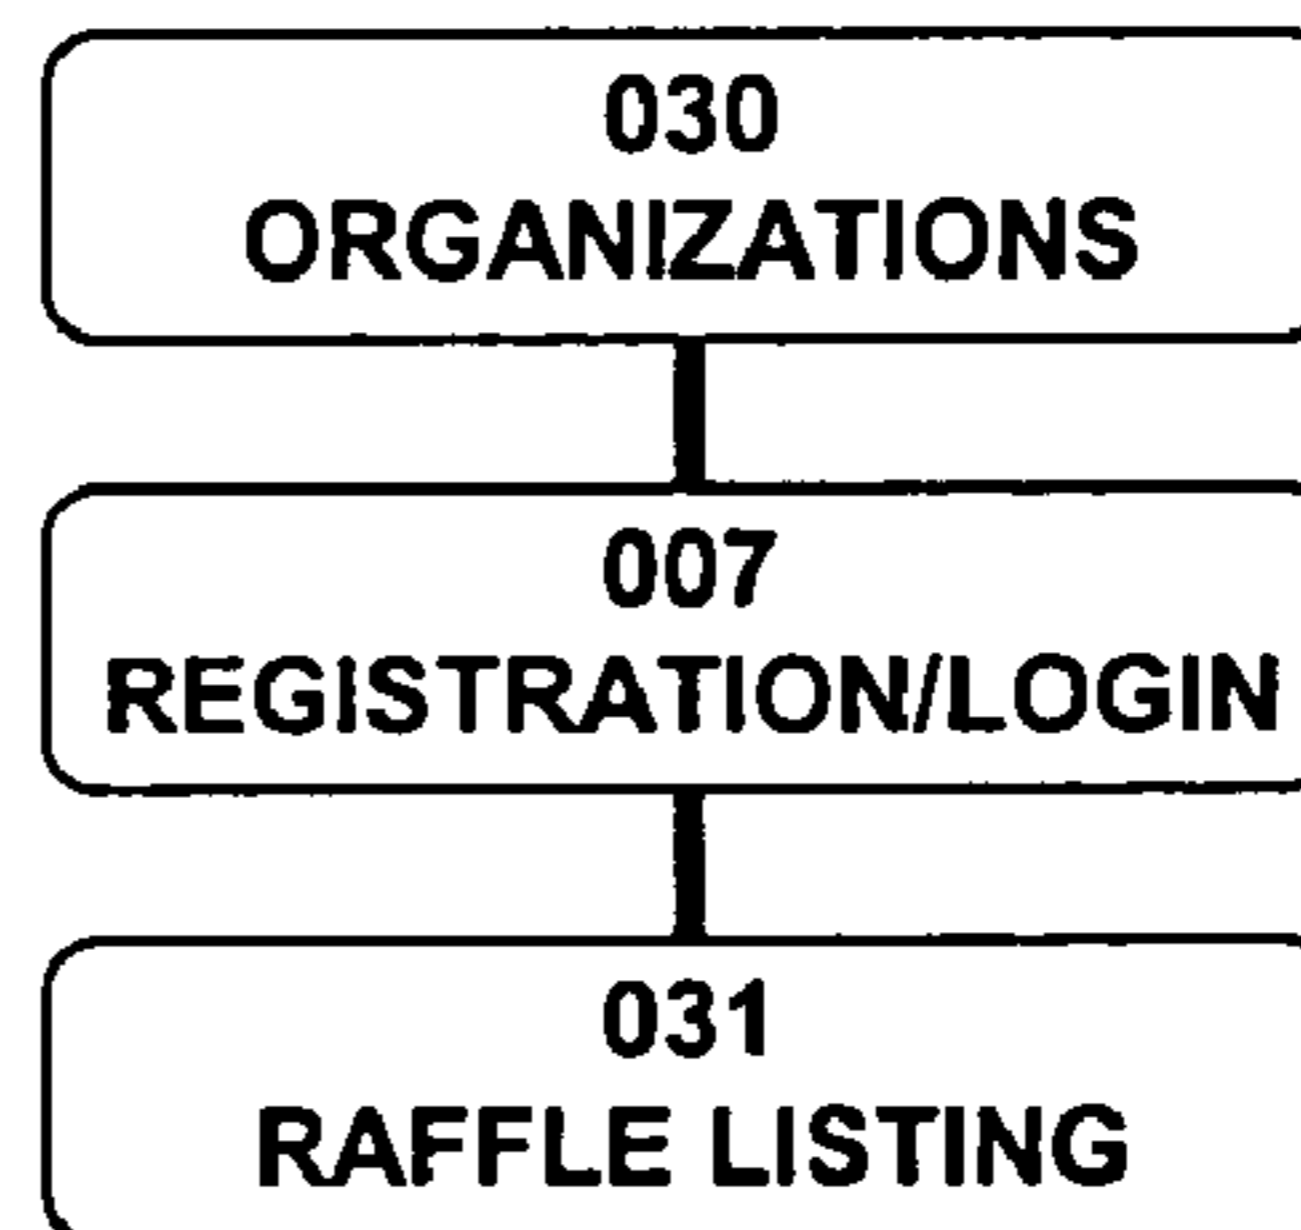 030
ORGANIZATIONS
007
REGISTRATION/LOGIN
031
RAFFLE LISTING